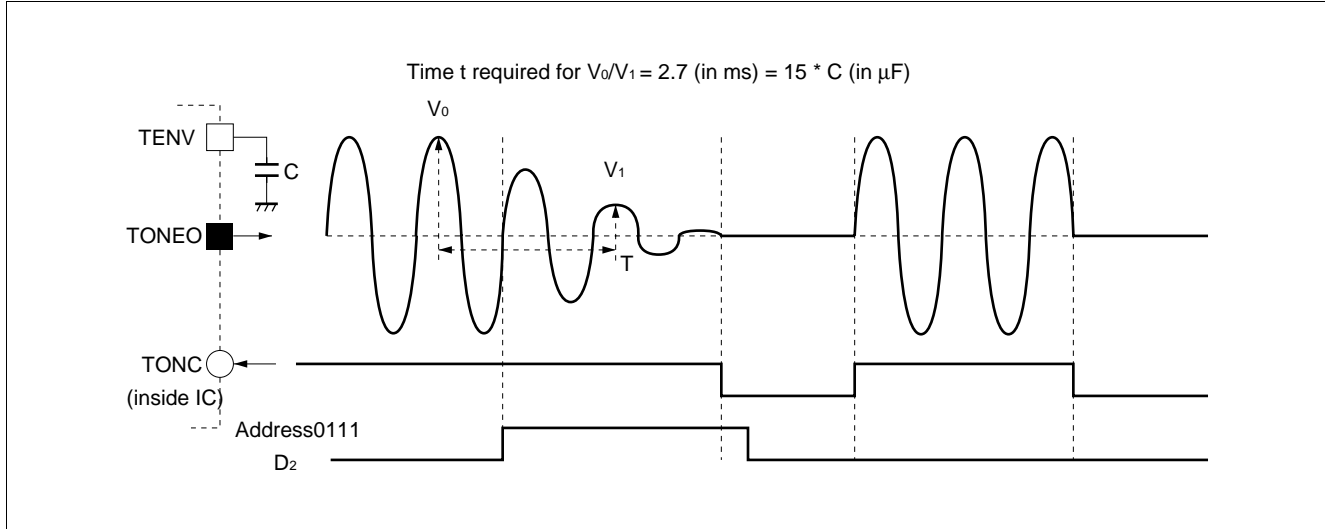 Time t required for V0/V1 = 2.7 (in ms) = 15 * C (in μF)
V0
TENV
C
V1
TONEO
T
TONC
(inside IC)
Address0111
D2